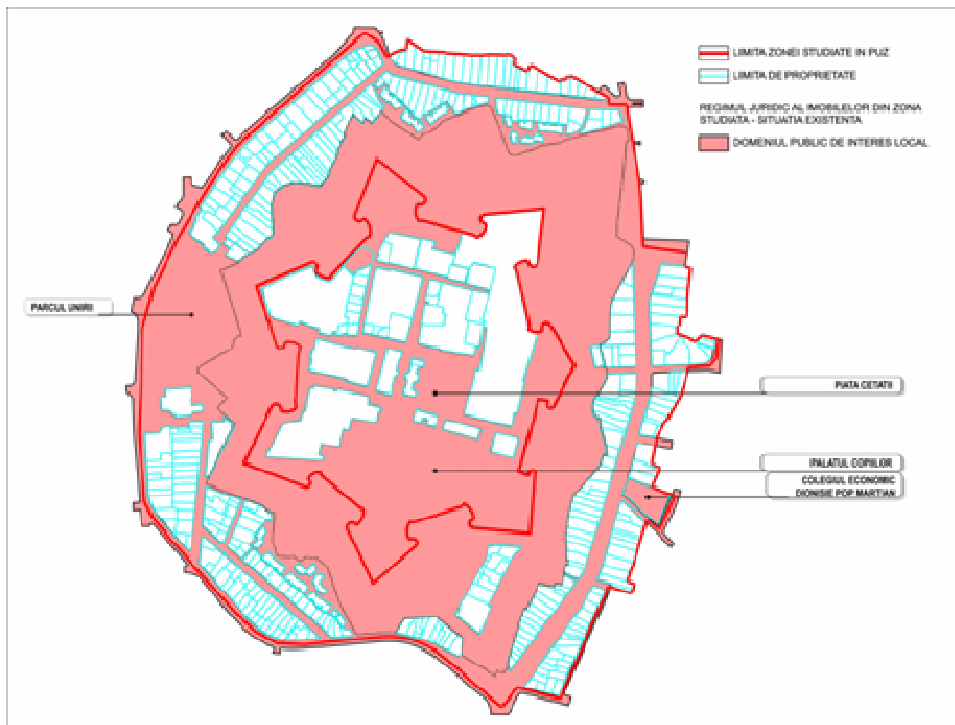 LIMITA ZONEI STUDIATE IN PUZ
LIMITA DE PROPRIETATE
REGIMUL JURIDIC AL IMOBILELOR DIN ZONA
STUDIATA - SITUATIA EXISTENTA
DOMENIUL PUBLIC DE INTERES LOCAL
PARCUL UNIRII
PIATA CETATII
PALATUL COPIILOR
COLEGIUL ECONOMIC
DIONISIE POP MARTIAN